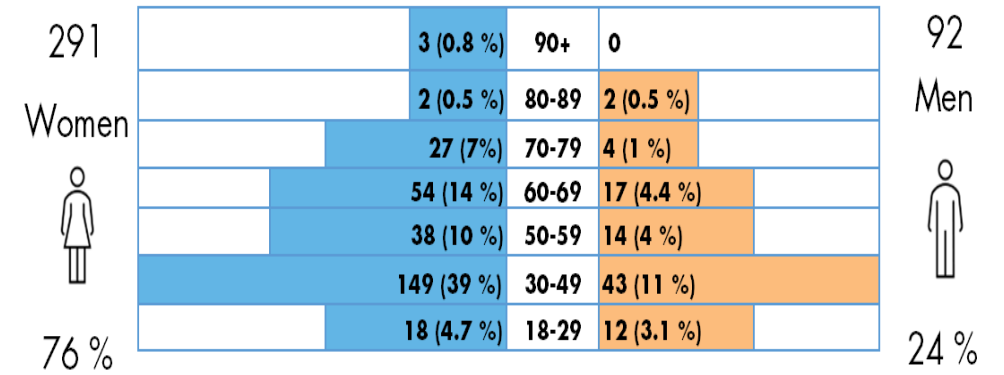 291
Women
76 %
3 (0.8 %) 90+ 0
2 (0.5 %) 80-89 2 (0.5 %)
27 (7%) 70-79 4 (1 %)
54 (14 %) 60-69 17 (4.4 %)
38 (10 %) 50-59 14 (4 %)
149 (39 %) 30-49 43 (11 %)
18 (4.7 %) 18-29 12 (3.1 %)
92
Men
24 %